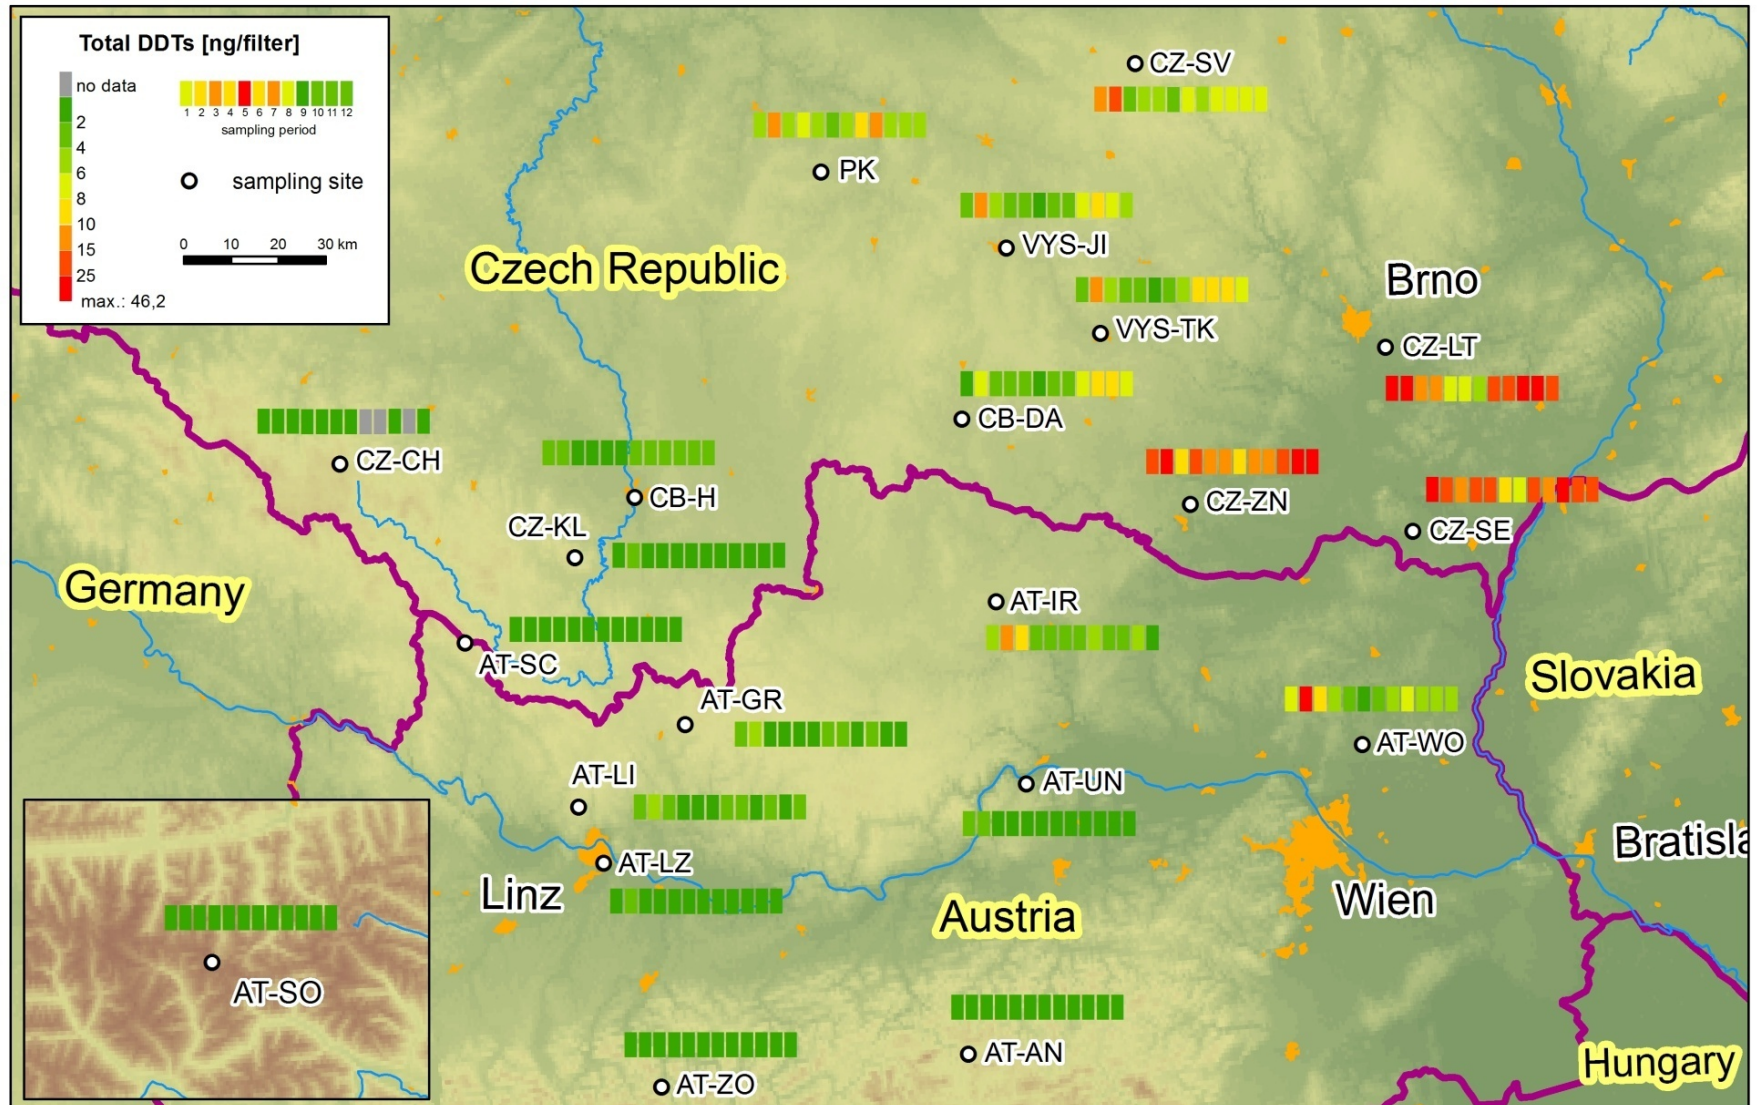 Total DDTs [ng/filter]
no data
2
4
6
8
10
15
25
max.: 46,2
1 2 3 4 5 6 7 8 9 10 11 12
sampling period
sampling site
0 10 20 30 km
CZ-SV
PK
VYS-JI
Czech Republic
Brno
VYS-TK
CZ-LT
CB-DA
CZ-CH
CB-H
CZ-ZN
CZ-KL
CZ-SE
Germany
AT-IR
AT-SC
Slovakia
AT-GR
AT-WO
AT-LI
AT-UN
AT-LZ
Bratisla
Linz
Wien
Austria
AT-SO
AT-AN
Hungary
AT-ZO